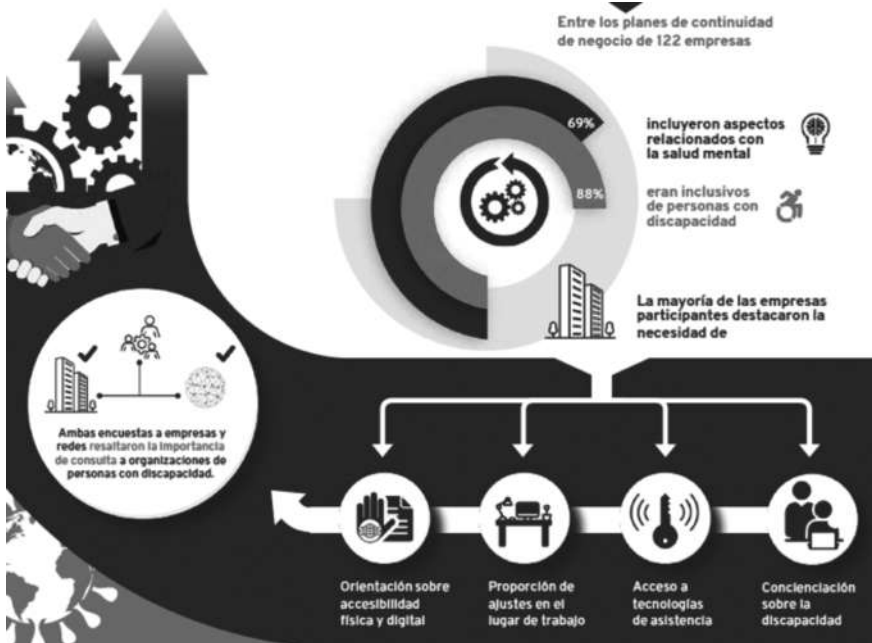 Entre los planes de continuidad
de negocio de 122 empresas
69%
incluyeron aspectos
relacionados con
la salud mental
88%
eran inclusivos
de personas con
discapacidad
La mayoría de las empresas
participantes destacaron la
necesidad de
Ambas encuestas a empresas y
redes resaltaron la importancia
de consulta a organizaciones de
personas con discapacidad.
Orientación sobre
accesibilidad
física y digital
Proporción de
ajustes en el
lugar de trabajo
Acceso a
tecnologías
de asistencia
Concienciación
sobre la
discapacidad